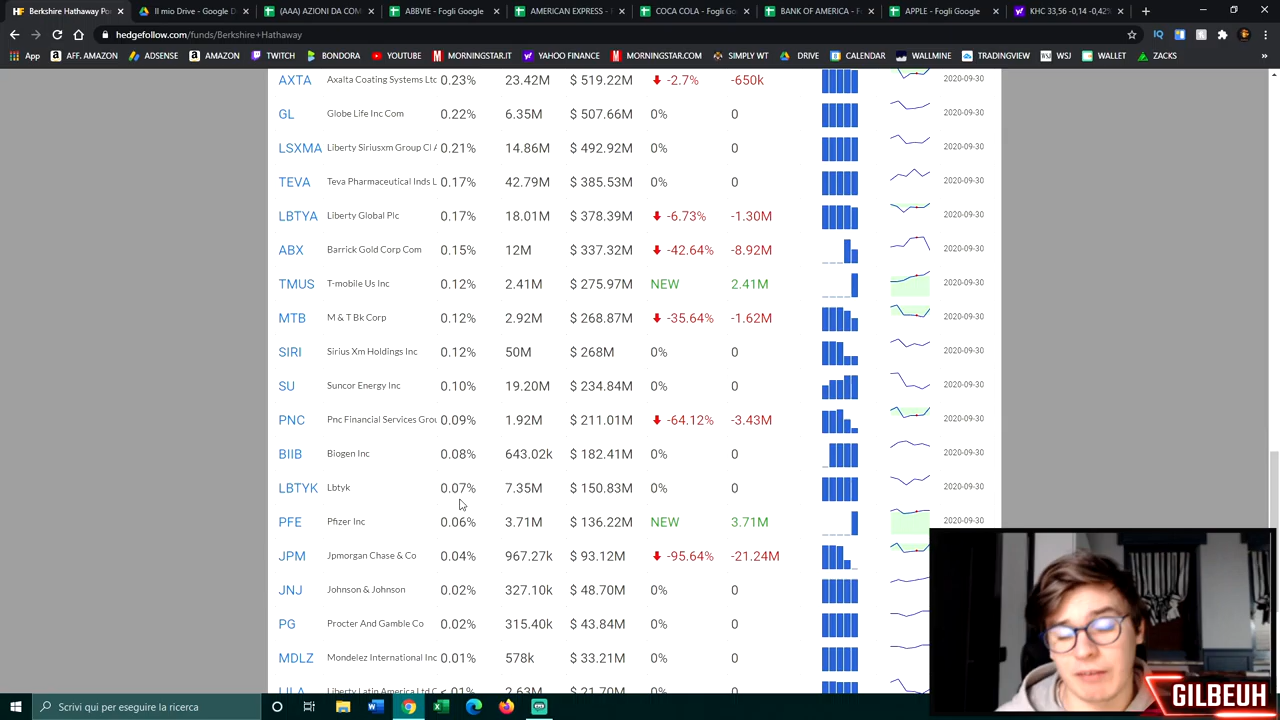 Berkshire Hathaway
Il mio Drive - Google D
(AAA) AZIONI DA COM
ABBVIE - Fogli Google
AMERICAN EXPRESS -
COCA COLA - Fogli Go
BANK OF AMERICA - F
APPLE - Fogli Google
KHC 33,56 -0,14 -0,42%
hedgefollow.com/funds/Berkshire+Hathaway
App
AFF. AMAZON
ADSENSE
AMAZON
TWITCH
BONDORA
YOUTUBE
MORNINGSTAR.IT
YAHOO FINANCE
MORNINGSTAR.COM
SIMPLY WT
DRIVE
CALENDAR
WALLMINE
TRADINGVIEW
WSJ
WALLET
ZACKS
AXTA Axalta Coating Systems Ltd 0.23% 23.42M $ 519.22M -2.7% -650k 2020-09-30
GL Globe Life Inc Com 0.22% 6.35M $ 507.66M 0% 0 2020-09-30
LSXMA Liberty Siriusxm Group Cl A 0.21% 14.86M $ 492.92M 0% 0 2020-09-30
TEVA Teva Pharmaceutical Inds L 0.17% 42.79M $ 385.53M 0% 0 2020-09-30
LBTYA Liberty Global Plc 0.17% 18.01M $ 378.39M -6.73% -1.30M 2020-09-30
ABX Barrick Gold Corp Com 0.15% 12M $ 337.32M -42.64% -8.92M 2020-09-30
TMUS T-mobile Us Inc 0.12% 2.41M $ 275.97M NEW 2.41M 2020-09-30
MTB M & T Bk Corp 0.12% 2.92M $ 268.87M -35.64% -1.62M 2020-09-30
SIRI Sirius Xm Holdings Inc 0.12% 50M $ 268M 0% 0 2020-09-30
SU Suncor Energy Inc 0.10% 19.20M $ 234.84M 0% 0 2020-09-30
PNC Pnc Financial Services Grou 0.09% 1.92M $ 211.01M -64.12% -3.43M 2020-09-30
BIIB Biogen Inc 0.08% 643.02k $ 182.41M 0% 0 2020-09-30
LBTYK Lbtyk 0.07% 7.35M $ 150.83M 0% 0 2020-09-30
PFE Pfizer Inc 0.06% 3.71M $ 136.22M NEW 3.71M 2020-09-30
JPM Jpmorgan Chase & Co 0.04% 967.27k $ 93.12M -95.64% -21.24M
JNJ Johnson & Johnson 0.02% 327.10k $ 48.70M 0% 0
PG Procter And Gamble Co 0.02% 315.40k $ 43.84M 0% 0
MDLZ Mondelez International Inc 0.01% 578k $ 33.21M 0% 0
LILA Liberty Latin America Ltd C <.01% 2.63M $ 21.70M 0% 0
GILBEUH
Scrivi qui per eseguire la ricerca